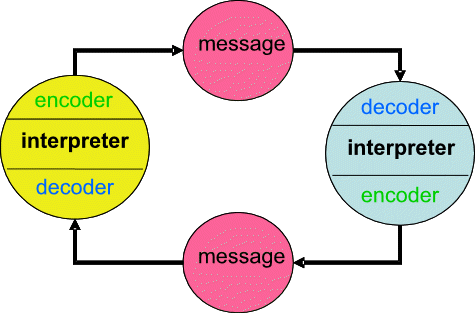 message
encoder
interpreter
decoder
decoder
interpreter
encoder
message